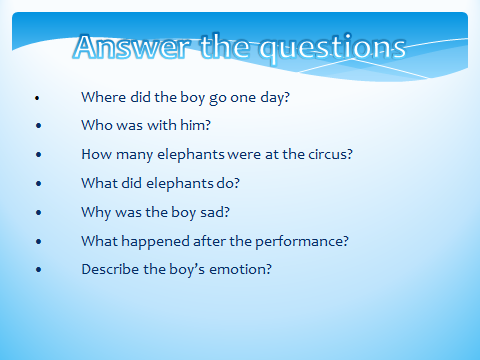 Answer the questions
• Where did the boy go one day?
• Who was with him?
• How many elephants were at the circus?
• What did elephants do?
• Why was the boy sad?
• What happened after the performance?
• Describe the boy’s emotion?